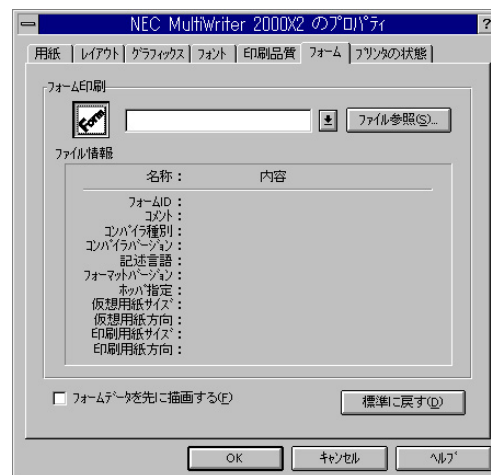 NEC MultiWriter 2000X2 のﾌﾟﾛﾊﾟﾃｨ ?
用紙 ﾚｲｱｳﾄ ｸﾞﾗﾌｨｯｸｽ ﾌｫﾝﾄ 印刷品質 ﾌｫｰﾑ ﾌﾟﾘﾝﾀの状態
ﾌｫｰﾑ印刷
Form
ﾌｧｲﾙ参照(S)...
ﾌｧｲﾙ情報
名称： 内容
ﾌｫｰﾑID：
ｺﾒﾝﾄ：
ｺﾝﾊﾟｲﾗ種別：
ｺﾝﾊﾟｲﾗﾊﾞｰｼﾞｮﾝ：
記述言語：
ﾌｫｰﾏｯﾄﾊﾞｰｼﾞｮﾝ：
ﾎｯﾊﾟ指定：
仮想用紙ｻｲｽﾞ：
仮想用紙方向：
印刷用紙ｻｲｽﾞ：
印刷用紙方向：
ﾌｫｰﾑﾃﾞｰﾀを先に描画する(F)
標準に戻す(D)
OK ｷｬﾝｾﾙ ﾍﾙﾌﾟ